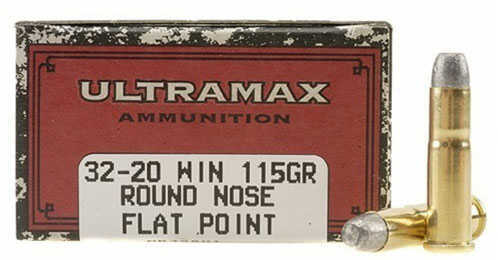 ULTRAMAX
AMMUNITION
32-20 WIN 115GR
ROUND NOSE
FLAT POINT